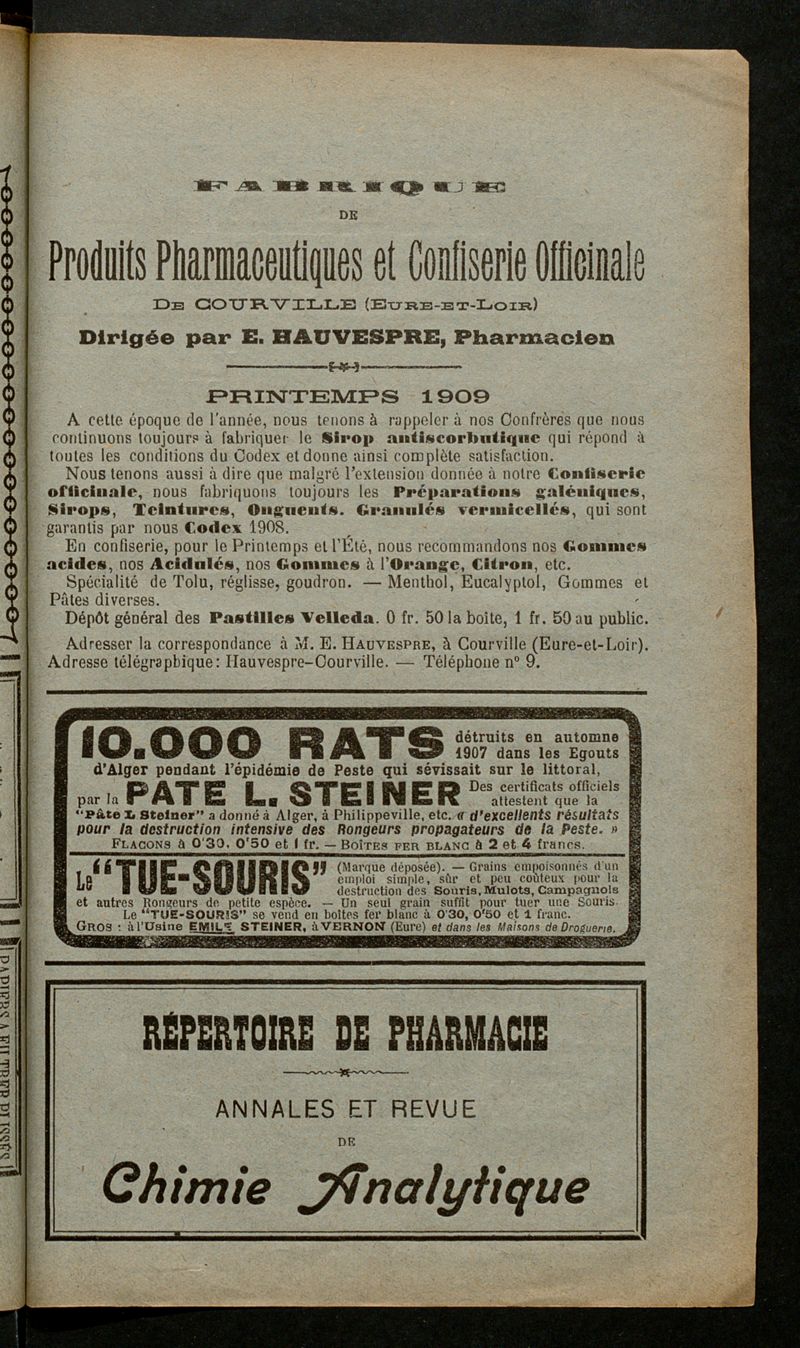 FABRIQUE
DE
Produits Pharmaceutiques et Confiserie Officinale
DE COURVILLE (EURE-ET-LOIR)
Dirigée par E. HAUVESPRE, Pharmacien
PRINTEMPS 1909
A cette époque de l'année, nous tenons à rappeler à nos Confrères que nous
continuons toujours à fabriquer le Sirop antiscorbutique qui répond à
toutes les conditions du Codex et donne ainsi complète satisfaction.
Nous tenons aussi à dire que malgré l'extension donnée à notre Confiserie
officinale, nous fabriquons toujours les Préparations galéniques,
Sirops, Teintures, Onguents. Granulés vermicellés, qui sont
garantis par nous Codex 1908.
En confiserie, pour le Printemps et l'Été, nous recommandons nos Gommes
acides, nos Acidulés, nos Gommes à l'Orange, Citron, etc.
Spécialité de Tolu, réglisse, goudron. — Menthol, Eucalyptol, Gommes et
Pâtes diverses.
Dépôt général des Pastilles Velleda. 0 fr. 50 la boîte, 1 fr. 50 au public.
Adresser la correspondance à M. E. HAUVESPRE, à Courville (Eure-et-Loir).
Adresse télégraphique: Hauvespre-Courville. — Téléphone n° 9.
10.000 RATS détruits en automne
1907 dans les Egouts
d'Alger pendant l'épidémie de Peste qui sévissait sur le littoral,
par la PATE L. STEINER Des certificats officiels
attestent que la
"Pâte L. Steiner" a donné à Alger, à Philippeville, etc. « d'excellents résultats
pour la destruction intensive des Rongeurs propagateurs de la Peste. »
FLACONS à 0'30, 0'50 et 1 fr. — BOÎTES FER BLANC à 2 et 4 francs.
Le "TUE-SOURIS" (Marque déposée). — Grains empoisonnés d'un
emploi simple, sûr et peu coûteux pour la
destruction des Souris, Mulots, Campagnols
et autres Rongeurs de petite espèce. — Un seul grain suffit pour tuer une Souris.
Le "TUE-SOURIS" se vend en boîtes fer blanc à 0'30, 0'50 et 1 franc.
GROS : à l'Usine EMILE STEINER, à VERNON (Eure) et dans les Maisons de Droguerie.
RÉPERTOIRE DE PHARMACIE
ANNALES ET REVUE
DE
Chimie Analytique